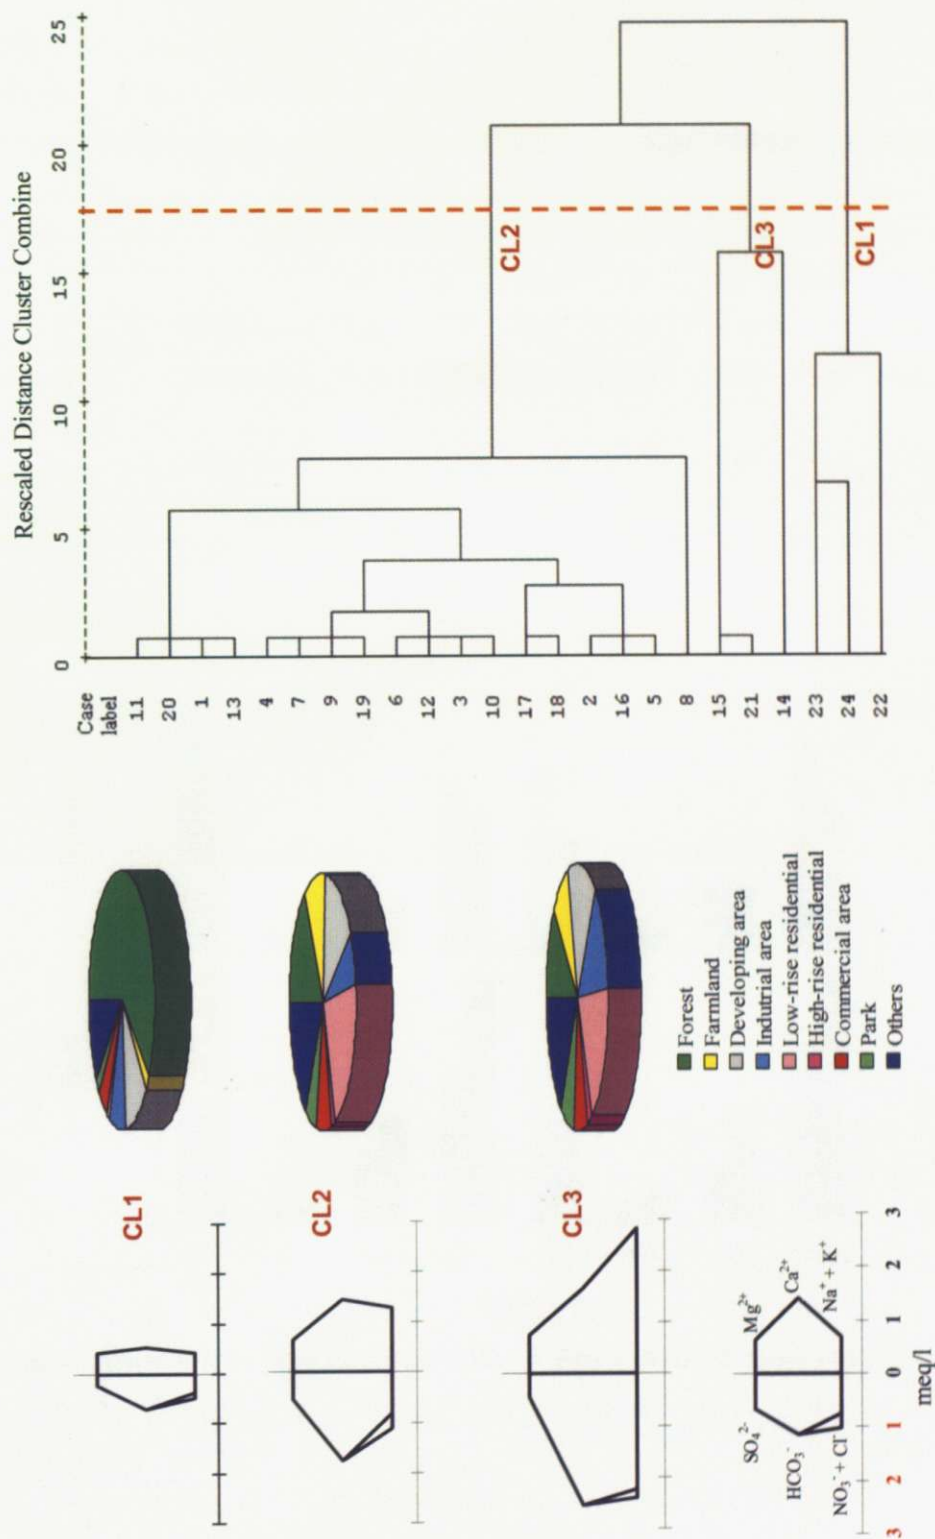 Rescaled Distance Cluster Combine
0 5 10 15 20 25
Case
label
11
20
1
13
4
7
9
19
6
12
3
10
17
18
2
16
5
8
15
21
14
23
24
22
CL2
CL3
CL1
CL1
CL2
CL3
Forest
Farmland
Developing area
Indutrial area
Low-rise residential
High-rise residential
Commercial area
Park
Others
SO₄²⁻ Mg²⁺
HCO₃⁻ Ca²⁺
NO₃⁻ + Cl⁻ Na⁺ + K⁺
3 2 1 0 1 2 3
meq/l